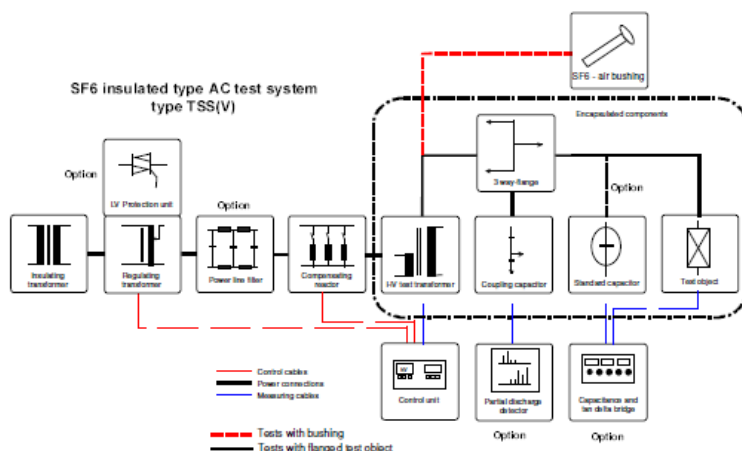 SF6 - air bushing
SF6 insulated type AC test system
type TSS(V)
Encapsulated components
Option
LV Protection unit
3way-flange
Option
Option
Insulating
transformer
Regulating
transformer
Power line filter
Compensating
reactor
HV test transformer
Coupling capacitor
Standard capacitor
Test object
Control cables
Power connections
Measuring cables
kV
Control unit
Partial discharge
detector
Capacitance and
tan delta bridge
Tests with bushing
Tests with flanged test object
Option
Option